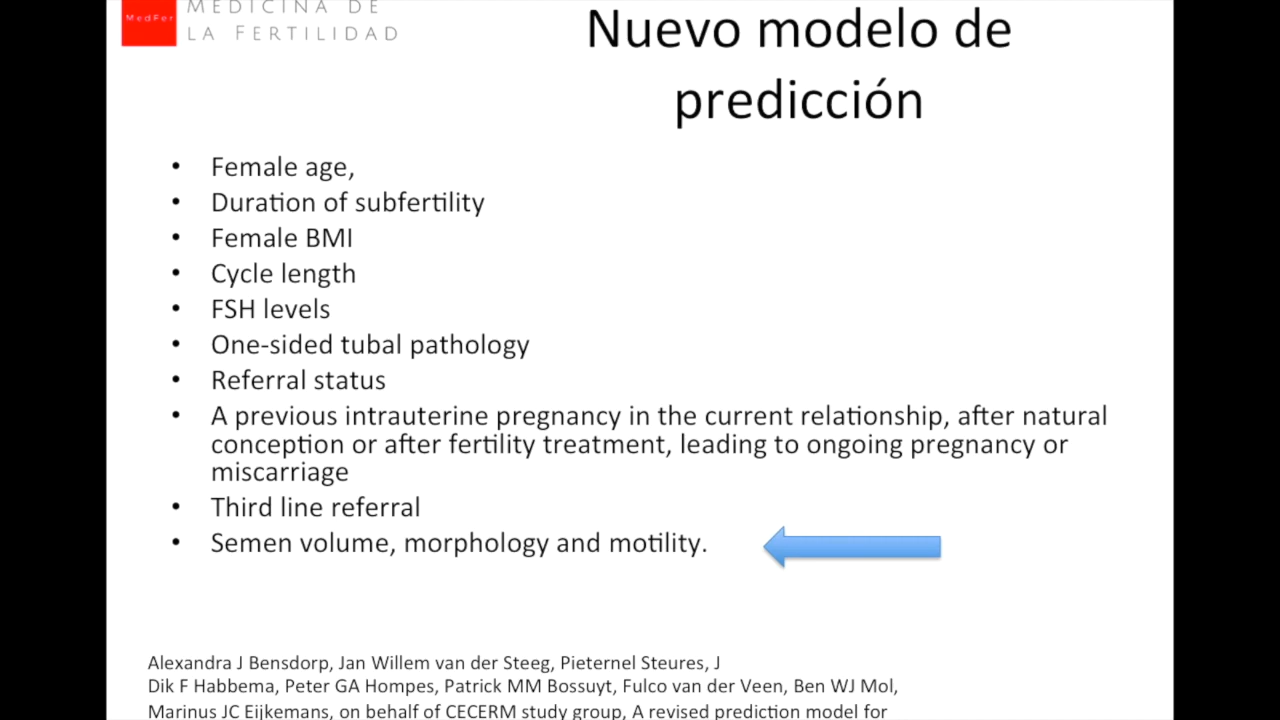 MedFer
MEDICINA DE
LA FERTILIDAD
Nuevo modelo de
predicción
• Female age,
• Duration of subfertility
• Female BMI
• Cycle length
• FSH levels
• One-sided tubal pathology
• Referral status
• A previous intrauterine pregnancy in the current relationship, after natural
conception or after fertility treatment, leading to ongoing pregnancy or
miscarriage
• Third line referral
• Semen volume, morphology and motility.
Alexandra J Bensdorp, Jan Willem van der Steeg, Pieternel Steures, J
Dik F Habbema, Peter GA Hompes, Patrick MM Bossuyt, Fulco van der Veen, Ben WJ Mol,
Marinus JC Eijkemans, on behalf of CECERM study group, A revised prediction model for